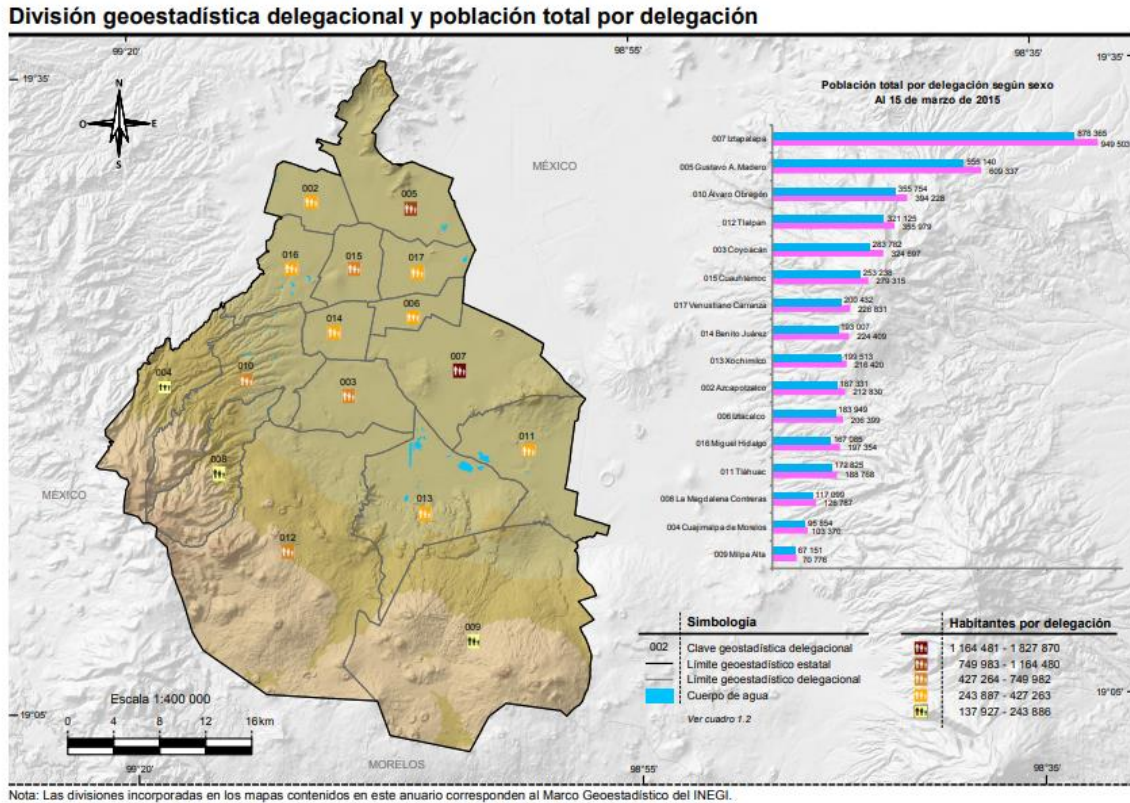 División geoestadística delegacional y población total por delegación
99°20'
98°55'
98°35'
19°35'
19°35'
N
O
E
S
MÉXICO
Población total por delegación según sexo
Al 15 de marzo de 2015
007 Iztapalapa
878 365
949 503
005 Gustavo A. Madero
555 140
609 337
010 Álvaro Obregón
355 754
394 228
012 Tlalpan
321 125
355 979
003 Coyoacán
283 782
324 697
015 Cuauhtémoc
253 238
279 315
017 Venustiano Carranza
200 432
226 831
014 Benito Juárez
193 007
224 409
013 Xochimilco
199 513
216 420
002 Azcapotzalco
187 331
212 830
006 Iztacalco
183 949
206 399
016 Miguel Hidalgo
167 085
197 354
011 Tláhuac
172 825
188 768
008 La Magdalena Contreras
117 099
126 787
004 Cuajimalpa de Morelos
95 854
103 370
009 Milpa Alta
67 151
70 776
002
005
016
015
017
006
014
007
004
010
003
011
008
013
012
009
MÉXICO
MORELOS
Escala 1:400 000
0 4 8 12 16 km
Simbología
002 Clave geostadística delegacional
Límite geoestadístico estatal
Límite geoestadístico delegacional
Cuerpo de agua
Ver cuadro 1.2
Habitantes por delegación
1 164 481 - 1 827 870
749 983 - 1 164 480
427 264 - 749 982
243 887 - 427 263
137 927 - 243 886
19°05'
19°05'
99°20'
98°55'
98°35'
Nota: Las divisiones incorporadas en los mapas contenidos en este anuario corresponden al Marco Geoestadístico del INEGI.